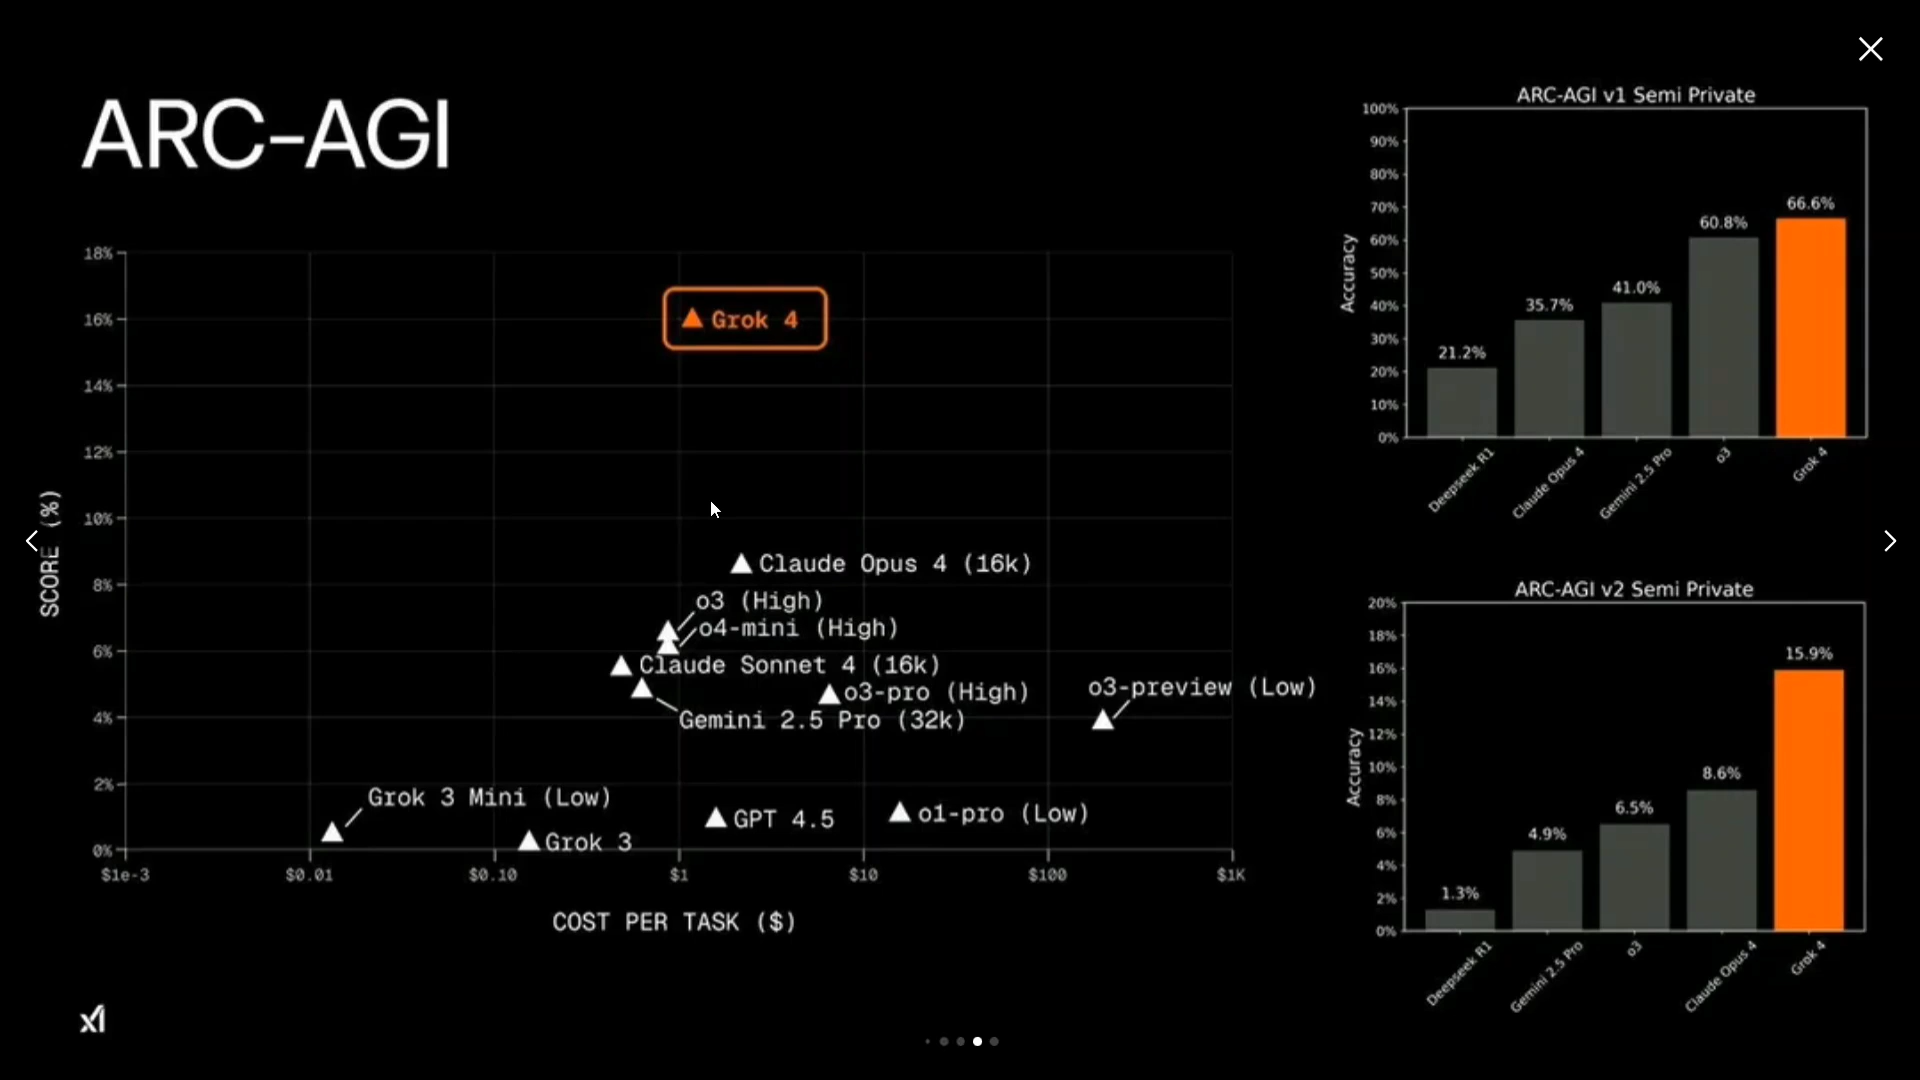 ARC-AGI
18%
16%
14%
12%
10%
8%
6%
4%
2%
0%
SCORE (%)
Grok 4
Claude Opus 4 (16k)
o3 (High)
o4-mini (High)
Claude Sonnet 4 (16k)
o3-pro (High)
o3-preview (Low)
Gemini 2.5 Pro (32k)
Grok 3 Mini (Low)
GPT 4.5
o1-pro (Low)
Grok 3
$1e-3 $0.01 $0.10 $1 $10 $100 $1K
COST PER TASK ($)
xI
ARC-AGI v1 Semi Private
100%
90%
80%
70%
60%
50%
40%
30%
20%
10%
0%
Accuracy
21.2% 35.7% 41.0% 60.8% 66.6%
Deepseek R1 Claude Opus 4 Gemini 2.5 Pro o3 Grok 4
ARC-AGI v2 Semi Private
20%
18%
16%
14%
12%
10%
8%
6%
4%
2%
0%
Accuracy
1.3% 4.9% 6.5% 8.6% 15.9%
Deepseek R1 Gemini 2.5 Pro o3 Claude Opus 4 Grok 4